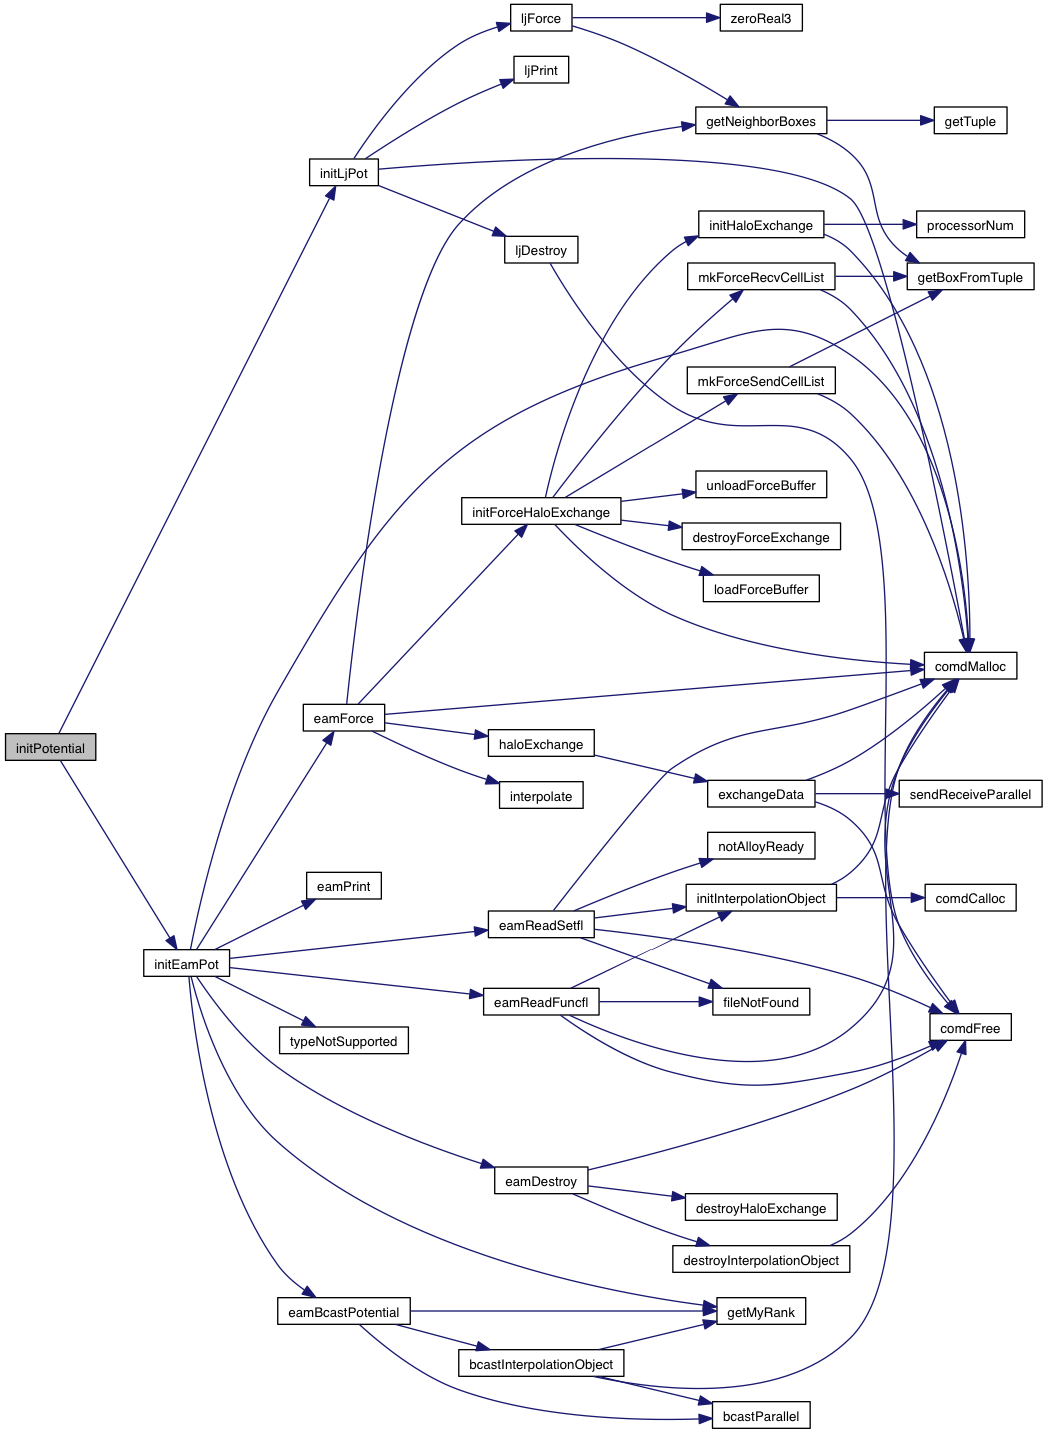 ljForce
zeroReal3
ljPrint
getNeighborBoxes
getTuple
initLjPot
initHaloExchange
processorNum
ljDestroy
mkForceRecvCellList
getBoxFromTuple
mkForceSendCellList
unloadForceBuffer
initForceHaloExchange
destroyForceExchange
loadForceBuffer
comdMalloc
eamForce
initPotential
haloExchange
interpolate
exchangeData
sendReceiveParallel
notAlloyReady
eamPrint
initInterpolationObject
comdCalloc
eamReadSetfl
initEamPot
eamReadFuncfl
fileNotFound
typeNotSupported
comdFree
eamDestroy
destroyHaloExchange
destroyInterpolationObject
eamBcastPotential
getMyRank
bcastInterpolationObject
bcastParallel